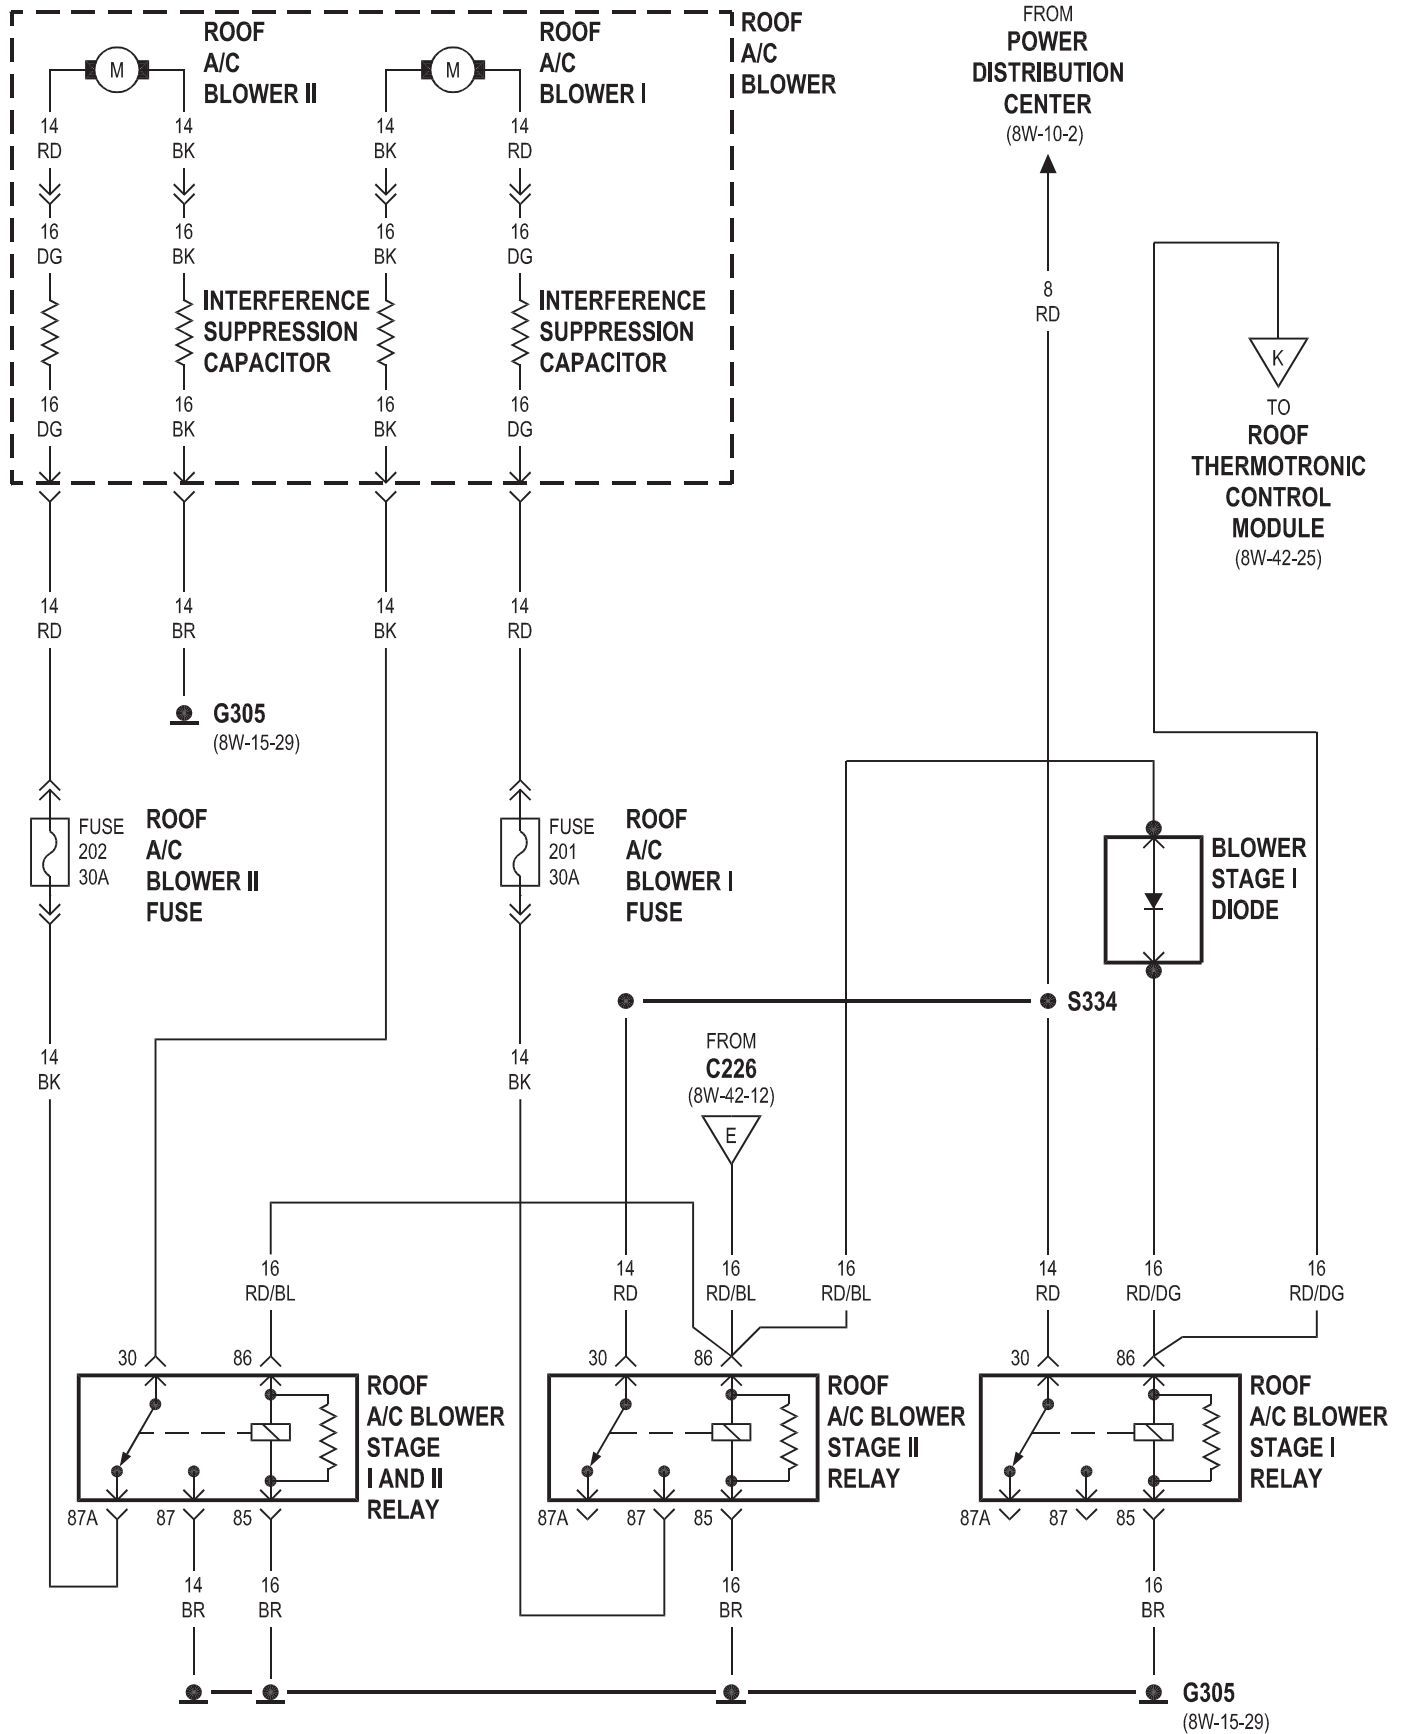 ROOF
A/C
BLOWER II
ROOF
A/C
BLOWER I
ROOF
A/C
BLOWER
FROM
POWER
DISTRIBUTION
CENTER
(8W-10-2)
M
M
14
RD
14
BK
14
BK
14
RD
16
DG
16
BK
16
BK
16
DG
8
RD
INTERFERENCE
SUPPRESSION
CAPACITOR
INTERFERENCE
SUPPRESSION
CAPACITOR
K
TO
ROOF
THERMOTRONIC
CONTROL
MODULE
(8W-42-25)
16
DG
16
BK
16
BK
16
DG
14
RD
14
BR
14
BK
14
RD
G305
(8W-15-29)
FUSE
202
30A
ROOF
A/C
BLOWER II
FUSE
FUSE
201
30A
ROOF
A/C
BLOWER I
FUSE
BLOWER
STAGE I
DIODE
S334
14
BK
14
BK
FROM
C226
(8W-42-12)
E
16
RD/BL
14
RD
16
RD/BL
16
RD/BL
14
RD
16
RD/DG
16
RD/DG
30
86
30
86
30
86
ROOF
A/C BLOWER
STAGE
I AND II
RELAY
ROOF
A/C BLOWER
STAGE II
RELAY
ROOF
A/C BLOWER
STAGE I
RELAY
87A
87
85
87A
87
85
87A
87
85
14
BR
16
BR
16
BR
16
BR
G305
(8W-15-29)